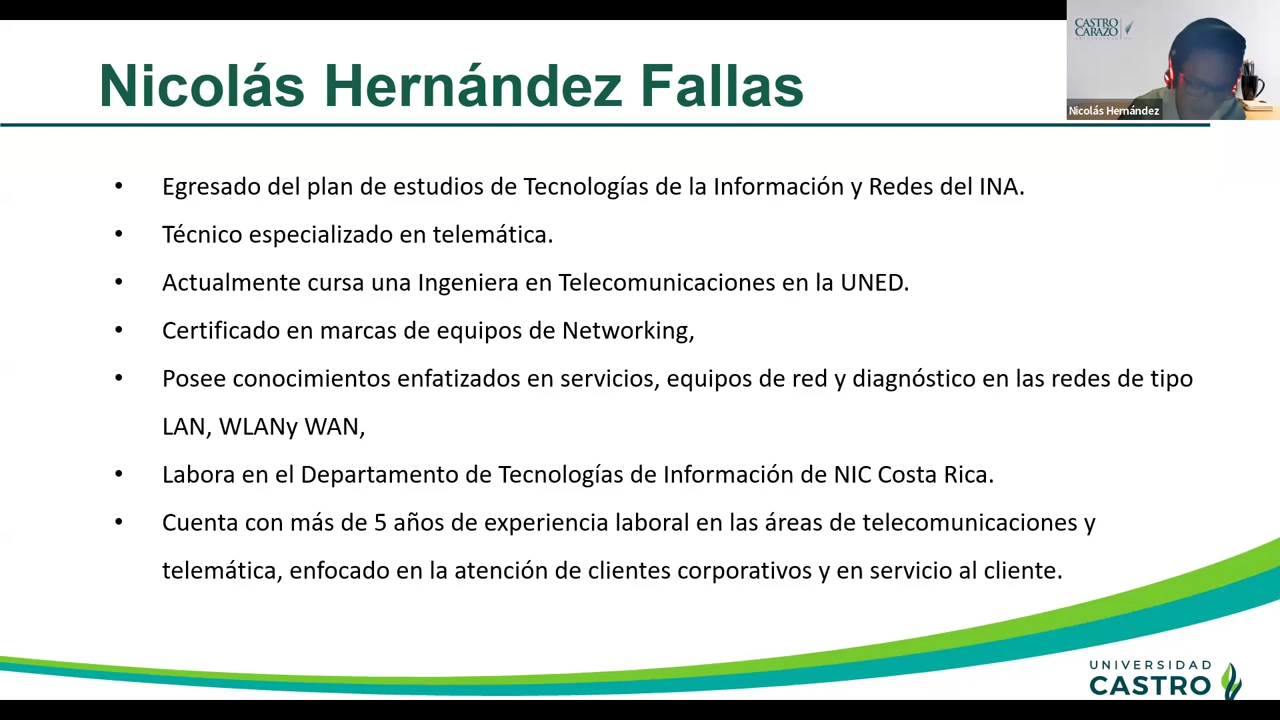 Nicolás Hernández Fallas
CASTRO
CARAZO
Nicolás Hernández
• Egresado del plan de estudios de Tecnologías de la Información y Redes del INA.
• Técnico especializado en telemática.
• Actualmente cursa una Ingeniera en Telecomunicaciones en la UNED.
• Certificado en marcas de equipos de Networking,
• Posee conocimientos enfatizados en servicios, equipos de red y diagnóstico en las redes de tipo
LAN, WLANy WAN,
• Labora en el Departamento de Tecnologías de Información de NIC Costa Rica.
• Cuenta con más de 5 años de experiencia laboral en las áreas de telecomunicaciones y
telemática, enfocado en la atención de clientes corporativos y en servicio al cliente.
UNIVERSIDAD
CASTRO